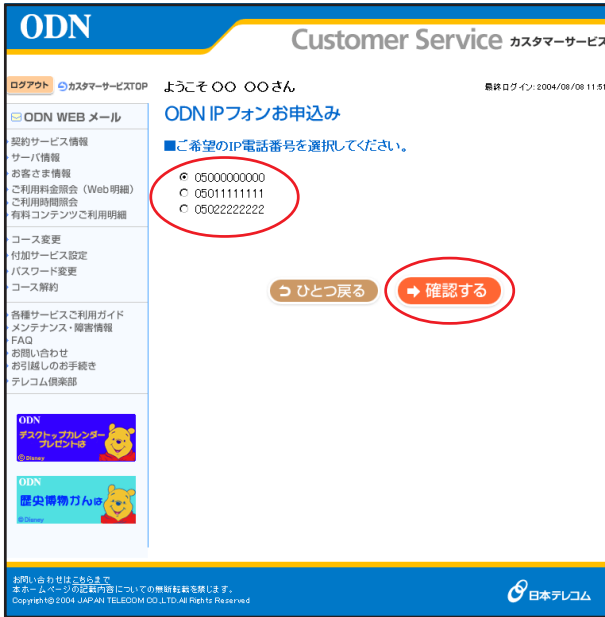 ODN
Customer Service カスタマーサービス
ログアウト カスタマーサービスTOP
ようこそ○○ ○○さん
最終ログイン:2004/08/08 11:51
ODN WEB メール
ODN IPフォンお申込み
■ご希望のIP電話番号を選択してください。
05000000000
05011111111
05022222222
ひとつ戻る
確認する
契約サービス情報
サーバ情報
お客さま情報
ご利用料金照会(Web明細)
ご利用時間照会
有料コンテンツご利用明細
コース変更
付加サービス設定
パスワード変更
コース解約
各種サービスご利用ガイド
メンテナンス・障害情報
FAQ
お問い合わせ
お引越しのお手続き
テレコム倶楽部
ODN
デスクトップカレンダー
プレゼントは
©Disney
ODN
歴史博物がんは
©Disney
お問い合わせはこちらまで
本ホームページの記載内容についての無断転載を禁じます。
Copyright©2004 JAPAN TELECOM CO.,LTD.All Rights Reserved
日本テレコム